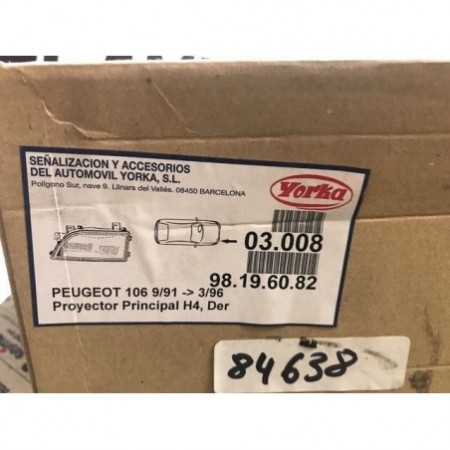 SEÑALIZACION Y ACCESORIOS
DEL AUTOMOVIL YORKA, S.L.
Polígono Sur, nave 9. Llinars del Vallés. 08450 BARCELONA
Yorka
03.008
98.19.60.82
PEUGEOT 106 9/91 -> 3/96
Proyector Principal H4, Der
84638